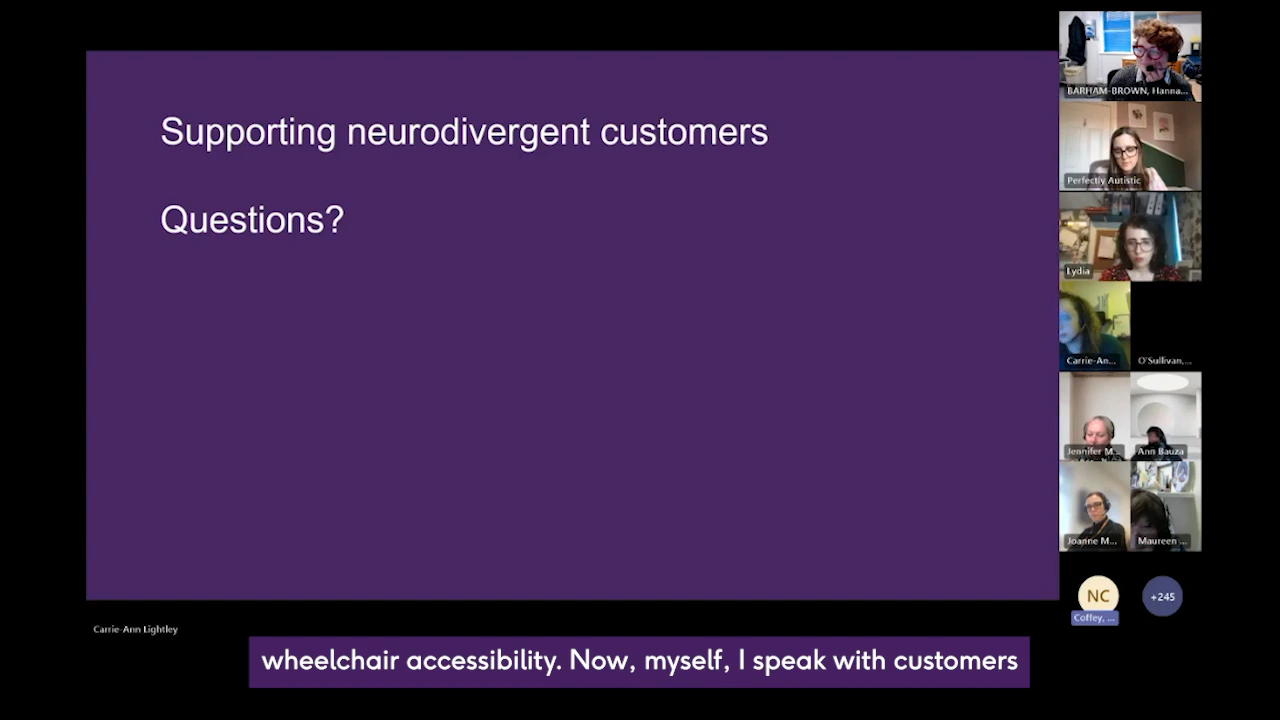 Supporting neurodivergent customers
Questions?
BARHAM-BROWN, Hanna...
Perfectly Autistic
Lydia
Carrie-An...
O'Sullivan,...
Jennifer M...
Ann Bauza
Joanne M...
Maureen ...
NC
+245
Coffey, ...
Carrie-Ann Lightley
wheelchair accessibility. Now, myself, I speak with customers